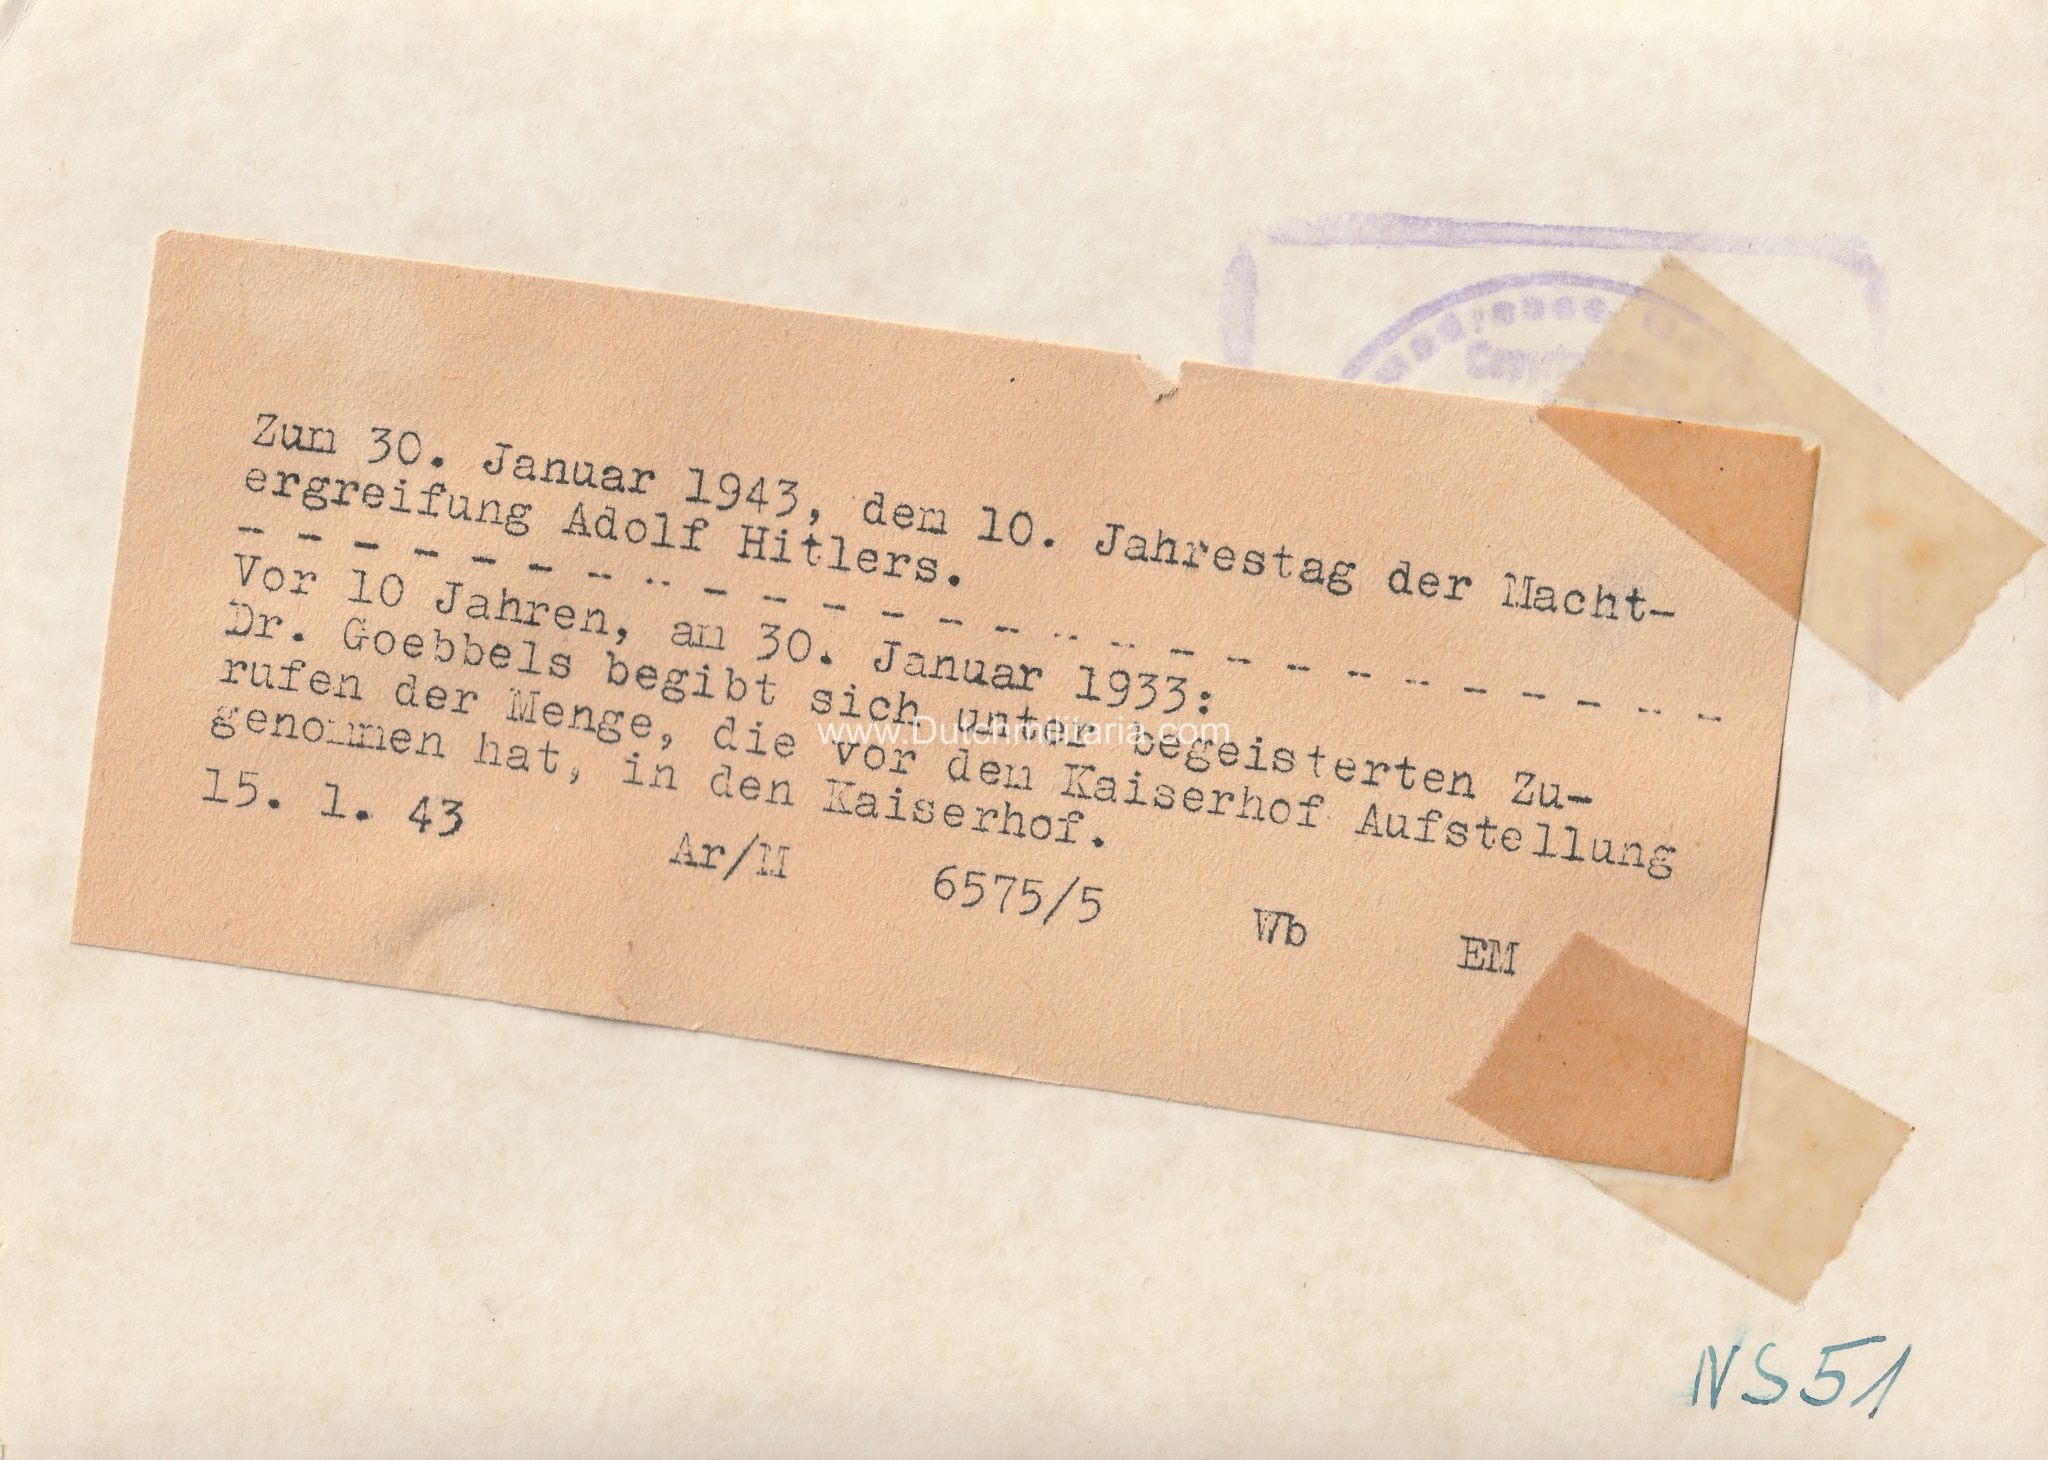 Zum 30. Januar 1943, dem 10. Jahrestag der Macht-
ergreifung Adolf Hitlers.
- - - - - - - - - - - - - - - - - - - - - - - - - -
Vor 10 Jahren, am 30. Januar 1933:
Dr. Goebbels begibt sich unter begeisterten Zu-
rufen der Menge, die vor dem Kaiserhof Aufstellung
genommen hat, in den Kaiserhof.
15. 1. 43 Ar/M 6575/5 Wb EM
www.Dutchmilitaria.com
NS51